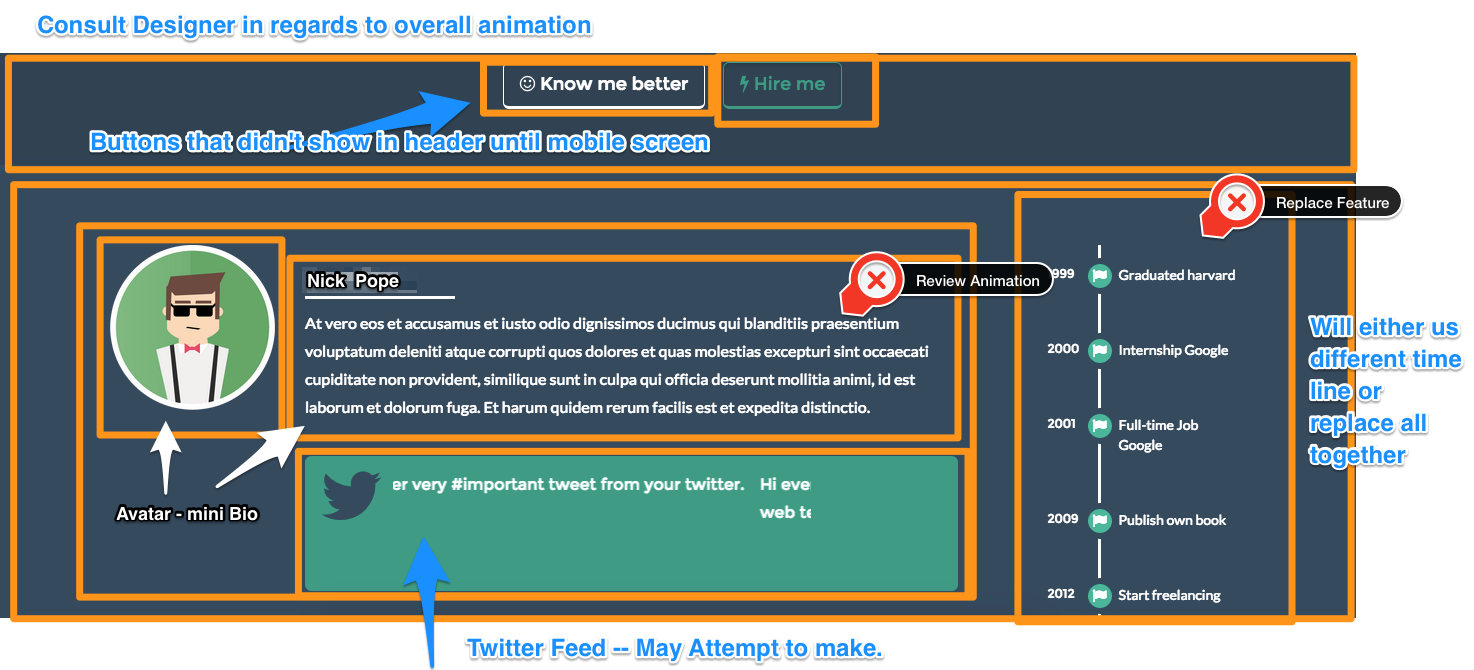 Consult Designer in regards to overall animation
Know me better
Hire me
Buttons that didn't show in header until mobile screen
Replace Feature
Nick Pope
Review Animation
At vero eos et accusamus et iusto odio dignissimos ducimus qui blanditiis praesentium
voluptatum deleniti atque corrupti quos dolores et quas molestias excepturi sint occaecati
cupiditate non provident, similique sunt in culpa qui officia deserunt mollitia animi, id est
laborum et dolorum fuga. Et harum quidem rerum facilis est et expedita distinctio.
er very #important tweet from your twitter.
Hi eve
web te
Avatar - mini Bio
999 Graduated harvard
2000 Internship Google
2001 Full-time Job
Google
2009 Publish own book
2012 Start freelancing
Will either us
different time
line or
replace all
together
Twitter Feed -- May Attempt to make.